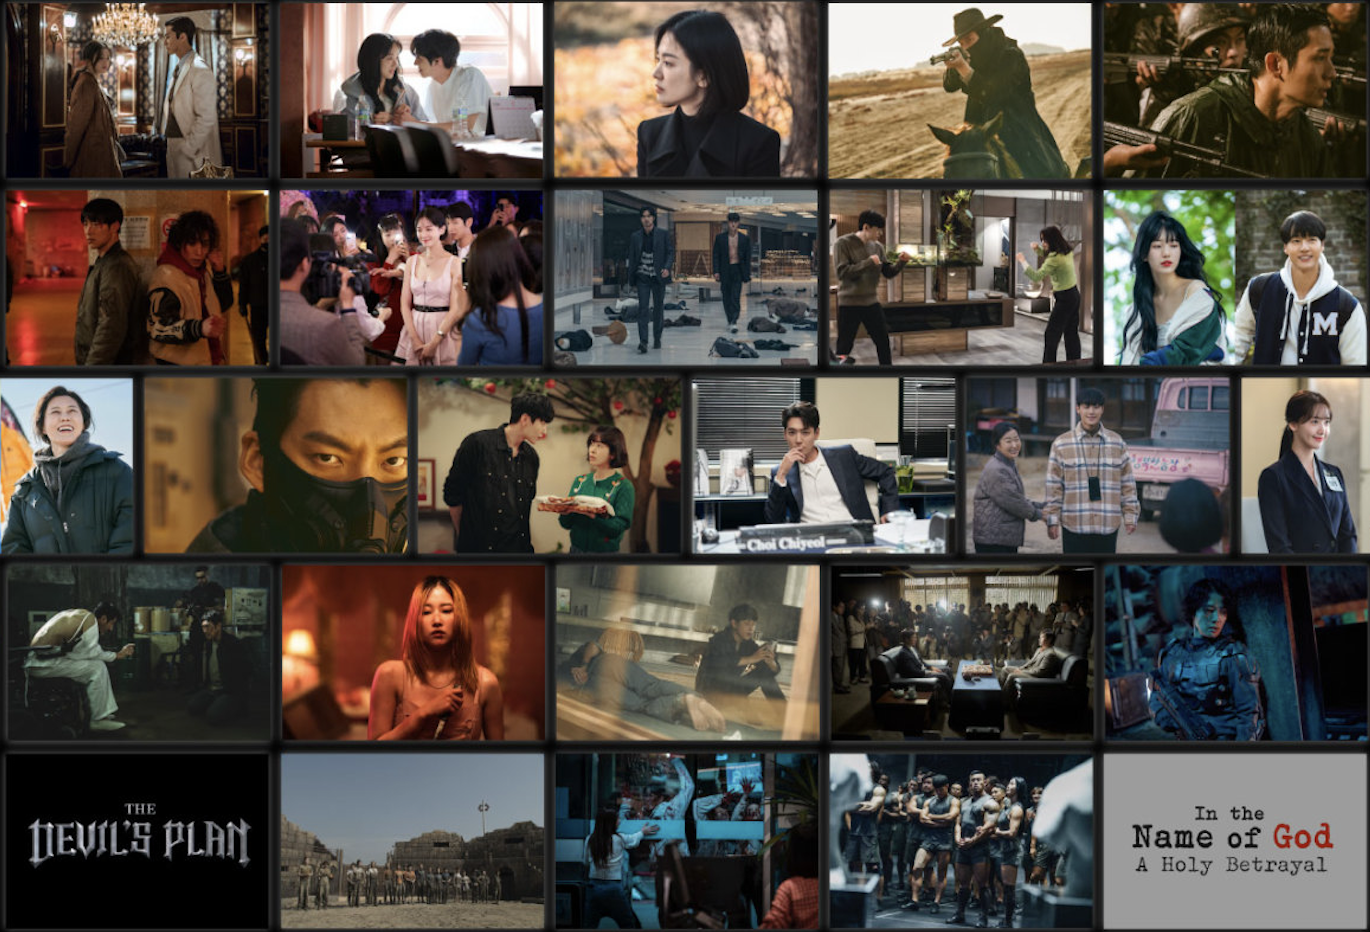 M
Choi Chiyeol
THE
DEVIL'S PLAN
In the
Name of God
A Holy Betrayal